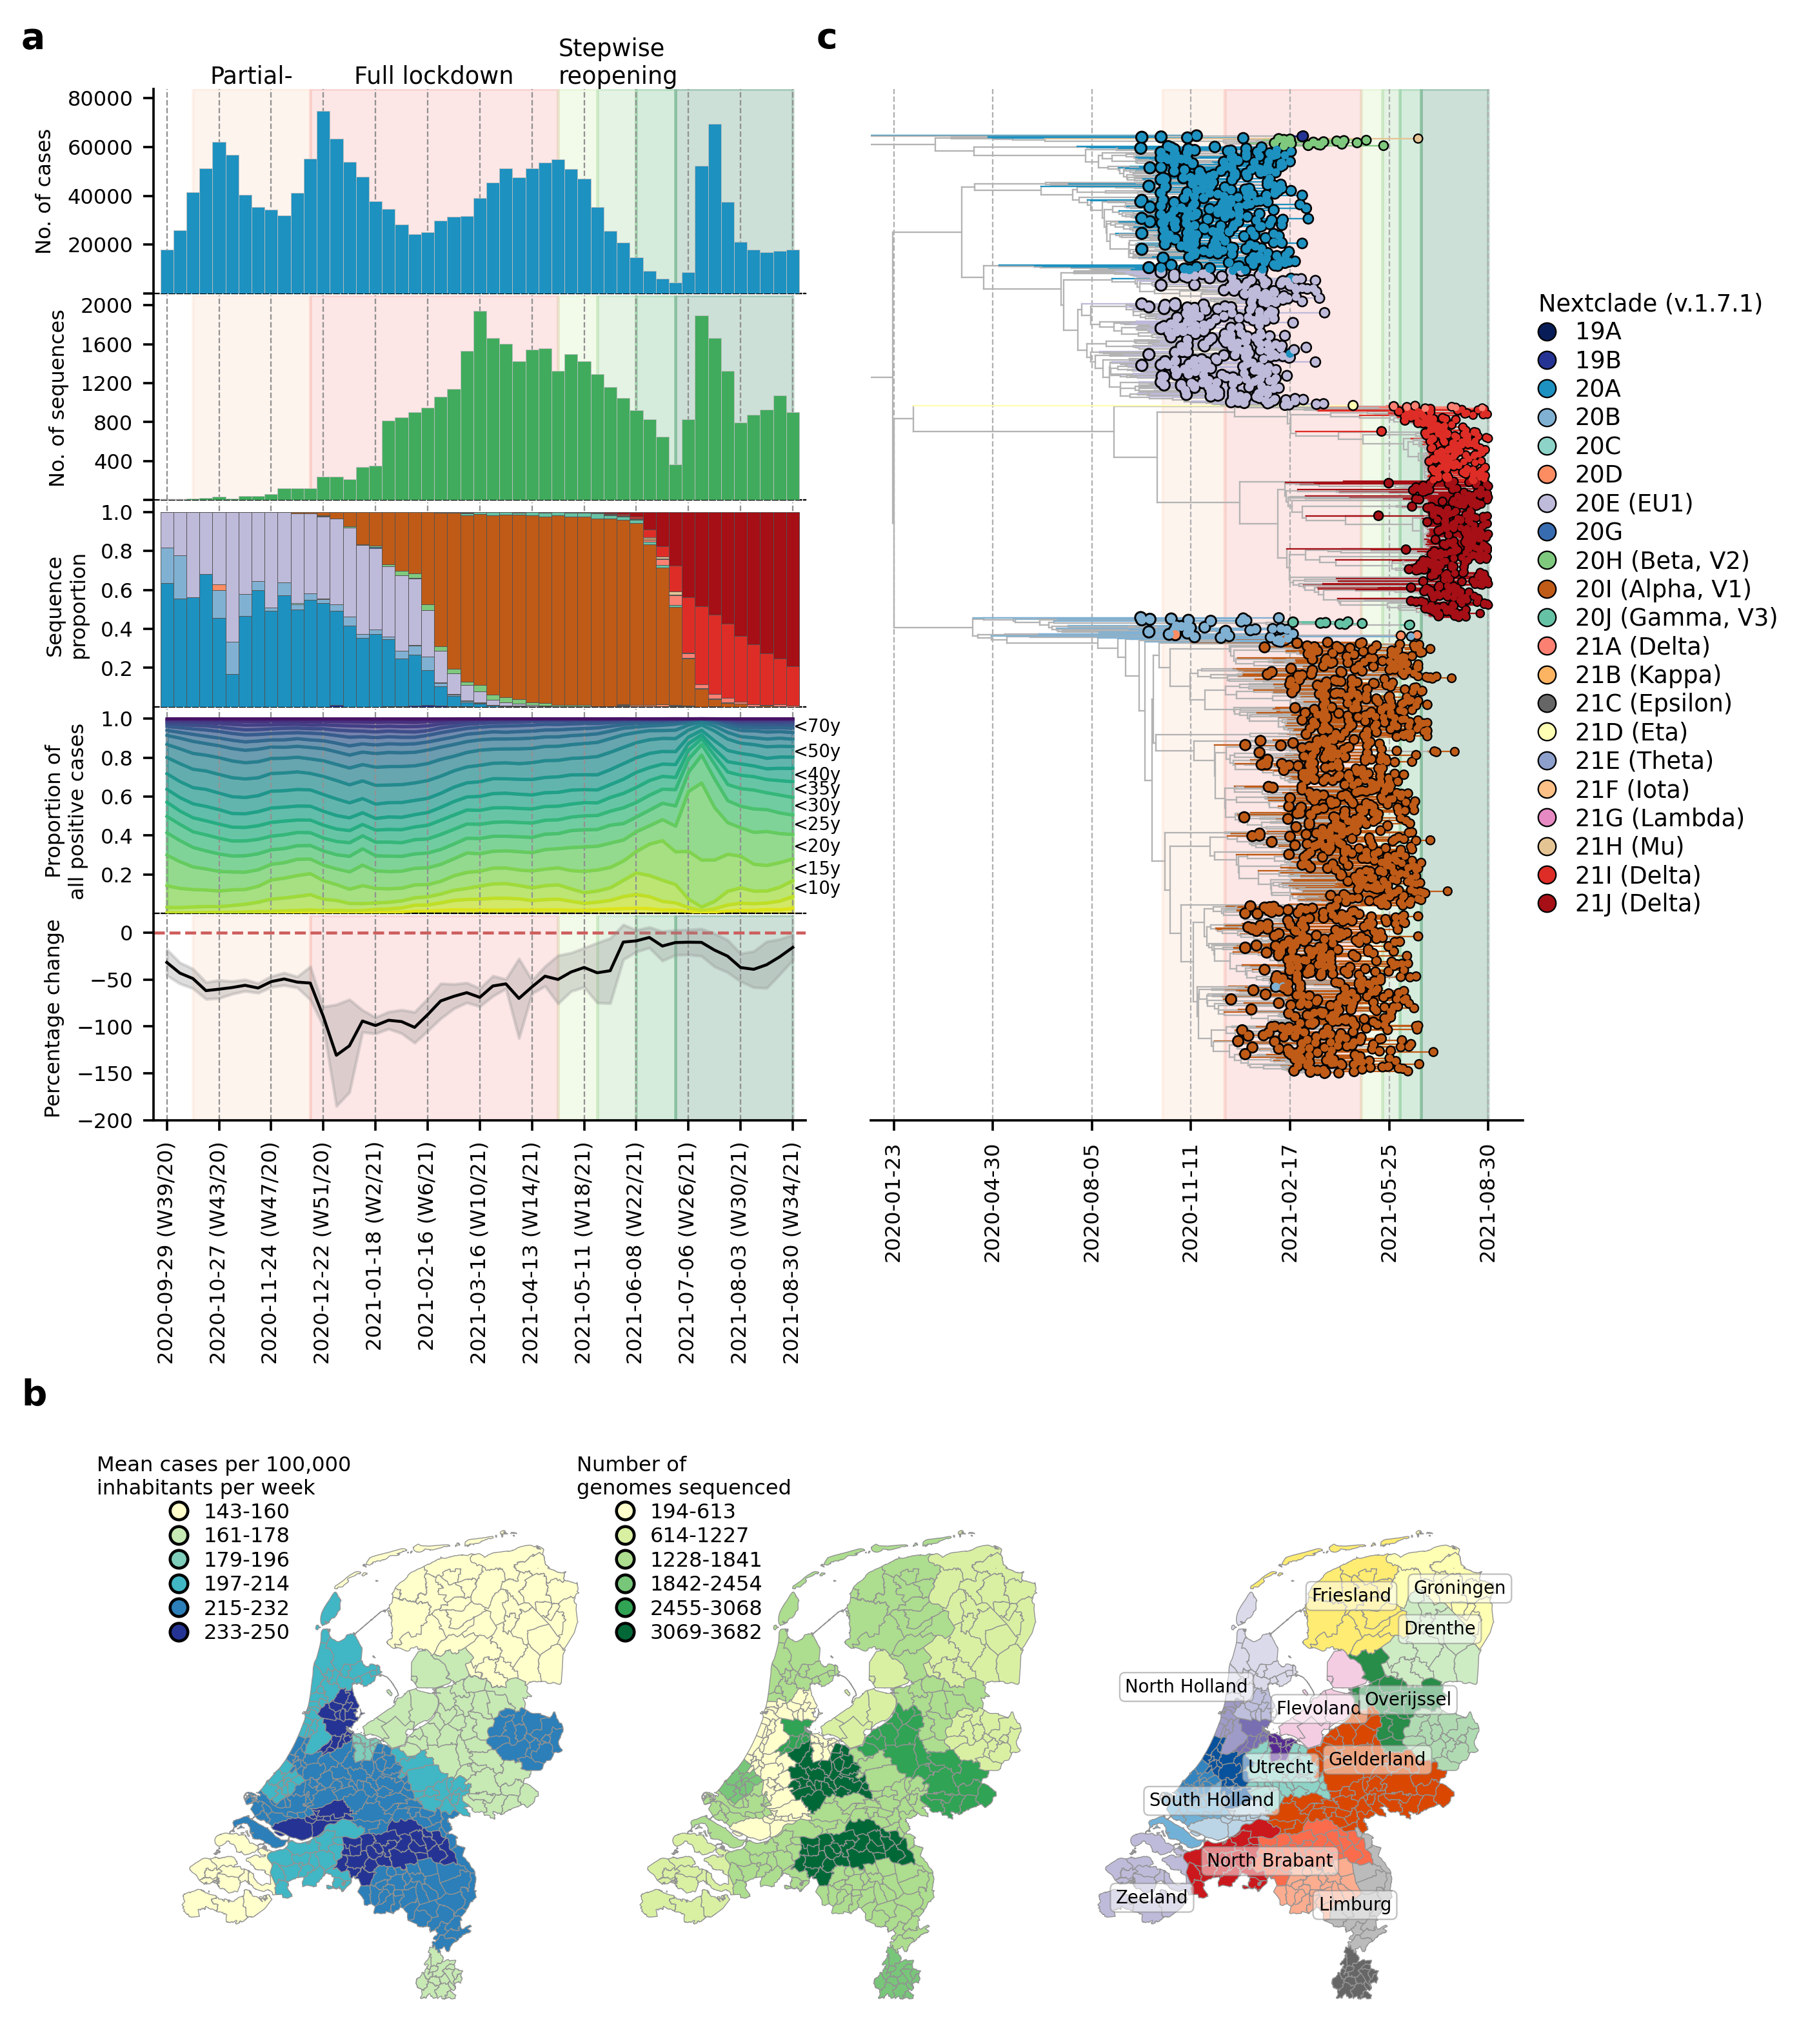 a
Partial-
Full lockdown
Stepwise
reopening
No. of cases
80000
60000
40000
20000
No. of sequences
2000
1600
1200
800
400
Sequence
proportion
1.0
0.8
0.6
0.4
0.2
Proportion of
all positive cases
1.0
0.8
0.6
0.4
0.2
<70y
<50y
<40y
<35y
<30y
<25y
<20y
<15y
<10y
Percentage change
0
−50
−100
−150
−200
2020-09-29 (W39/20)
2020-10-27 (W43/20)
2020-11-24 (W47/20)
2020-12-22 (W51/20)
2021-01-18 (W2/21)
2021-02-16 (W6/21)
2021-03-16 (W10/21)
2021-04-13 (W14/21)
2021-05-11 (W18/21)
2021-06-08 (W22/21)
2021-07-06 (W26/21)
2021-08-03 (W30/21)
2021-08-30 (W34/21)
c
2020-01-23
2020-04-30
2020-08-05
2020-11-11
2021-02-17
2021-05-25
2021-08-30
Nextclade (v.1.7.1)
19A
19B
20A
20B
20C
20D
20E (EU1)
20G
20H (Beta, V2)
20I (Alpha, V1)
20J (Gamma, V3)
21A (Delta)
21B (Kappa)
21C (Epsilon)
21D (Eta)
21E (Theta)
21F (Iota)
21G (Lambda)
21H (Mu)
21I (Delta)
21J (Delta)
b
Mean cases per 100,000
inhabitants per week
143-160
161-178
179-196
197-214
215-232
233-250
Number of
genomes sequenced
194-613
614-1227
1228-1841
1842-2454
2455-3068
3069-3682
Friesland
Groningen
Drenthe
North Holland
Flevoland
Overijssel
Utrecht
Gelderland
South Holland
North Brabant
Zeeland
Limburg